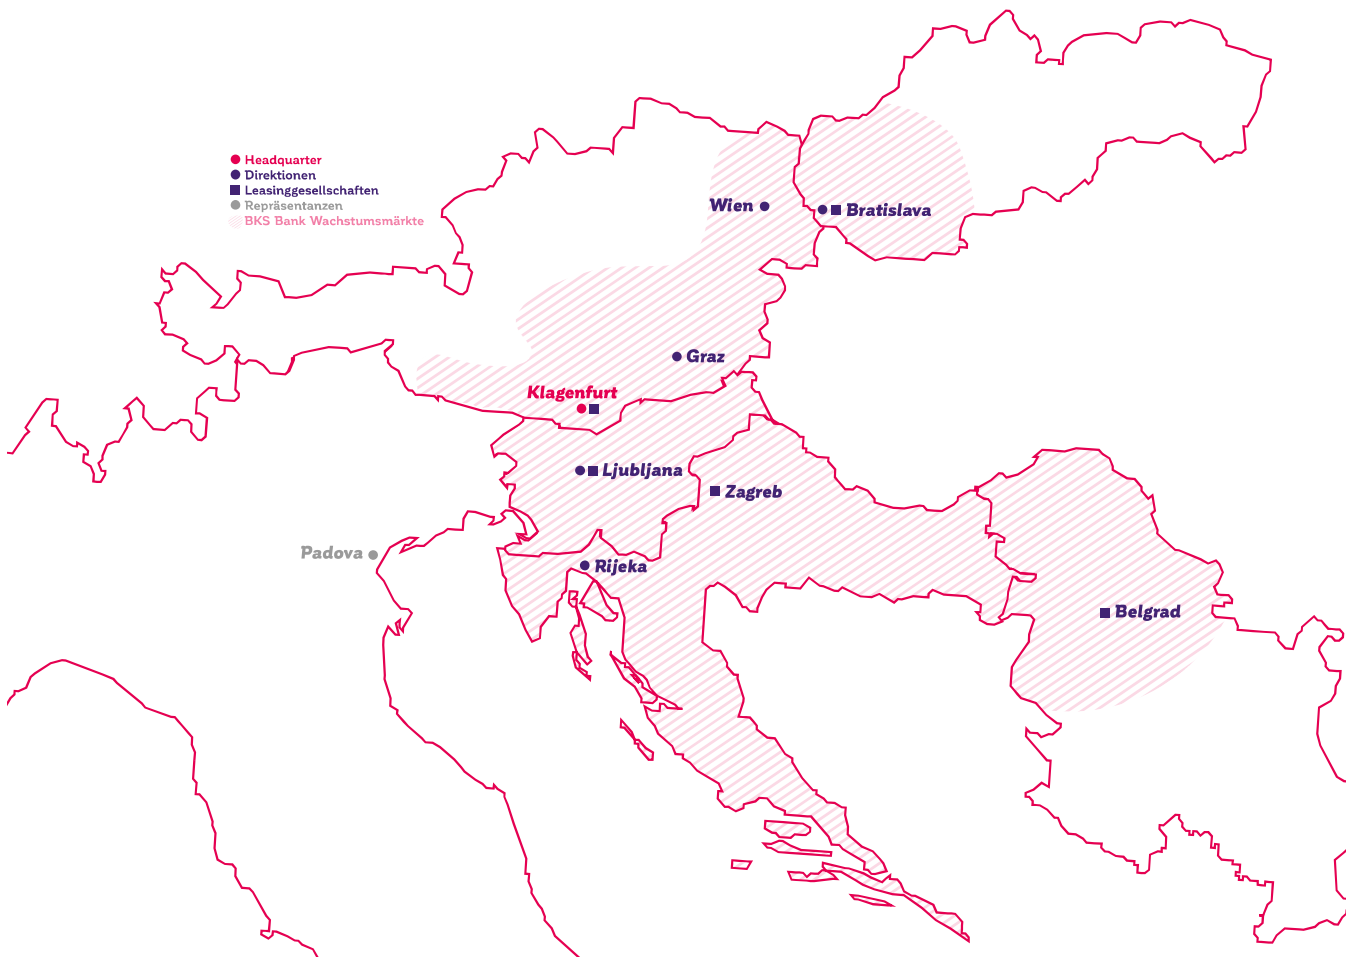 Headquarter
Direktionen
Leasinggesellschaften
Repräsentanzen
BKS Bank Wachstumsmärkte
Wien
Bratislava
Graz
Klagenfurt
Ljubljana
Zagreb
Padova
Rijeka
Belgrad